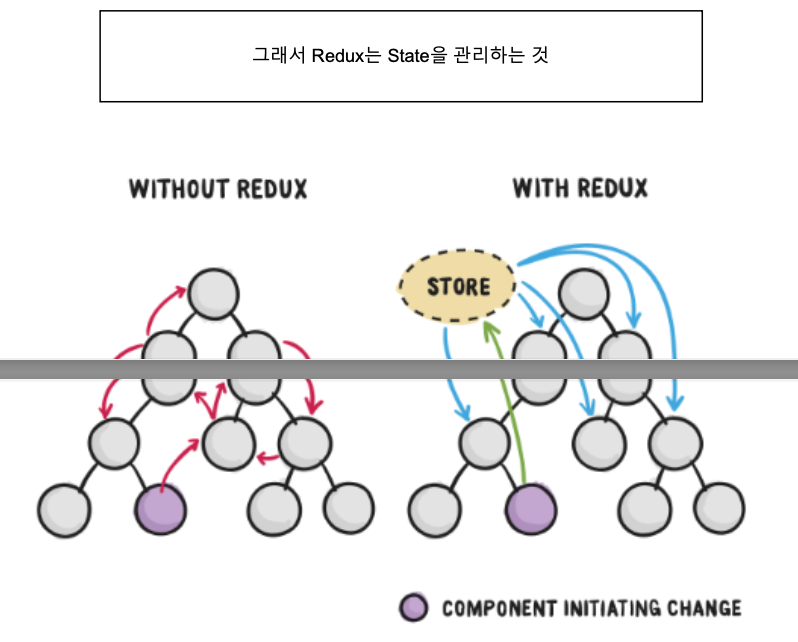 그래서 Redux는 State을 관리하는 것
WITHOUT REDUX
WITH REDUX
STORE
COMPONENT INITIATING CHANGE